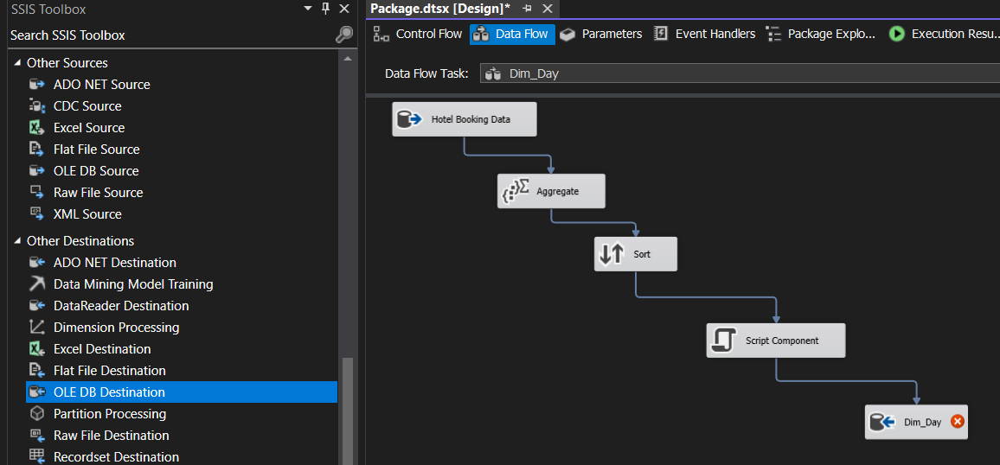 SSIS Toolbox
Search SSIS Toolbox
Other Sources
ADO NET Source
CDC Source
Excel Source
Flat File Source
OLE DB Source
Raw File Source
XML Source
Other Destinations
ADO NET Destination
Data Mining Model Training
DataReader Destination
Dimension Processing
Excel Destination
Flat File Destination
OLE DB Destination
Partition Processing
Raw File Destination
Recordset Destination
Package.dtsx [Design]*
Control Flow Data Flow Parameters Event Handlers Package Explo... Execution Resu...
Data Flow Task: Dim_Day
Hotel Booking Data
Aggregate
Sort
Script Component
Dim_Day